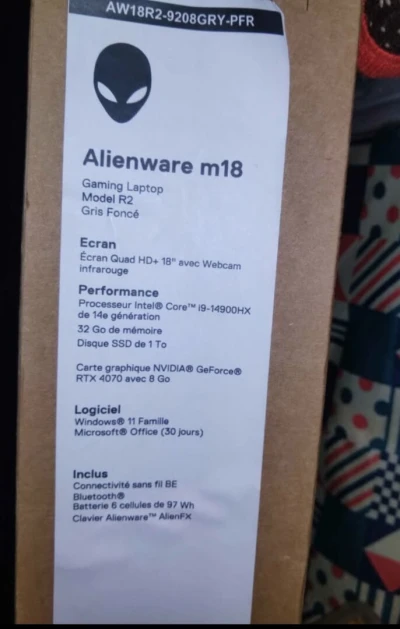 AW18R2-9208GRY-PFR
Alienware m18
Gaming Laptop
Model R2
Gris Foncé
Ecran
Écran Quad HD+ 18" avec Webcam
infrarouge
Performance
Processeur Intel® Core™ i9-14900HX
de 14e génération
32 Go de mémoire
Disque SSD de 1 To
Carte graphique NVIDIA® GeForce®
RTX 4070 avec 8 Go
Logiciel
Windows® 11 Famille
Microsoft® Office (30 jours)
Inclus
Connectivité sans fil BE
Bluetooth®
Batterie 6 cellules de 97 Wh
Clavier Alienware™ AlienFX